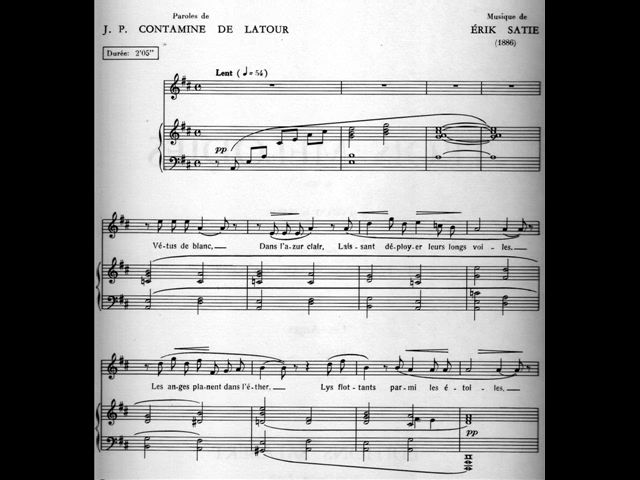 Paroles de
J. P. CONTAMINE DE LATOUR
Musique de
ÉRIK SATIE
(1886)
Durée: 2'05"
Lent (♩=54)
pp
Vê-tus de blanc, Dans l'a-zur clair, Lais-sant dé-ploy-er leurs longs voi-les,
Les an-ges pla-nent dans l'é-ther, Lys flot-tants par-mi les é-toi-les,
pp